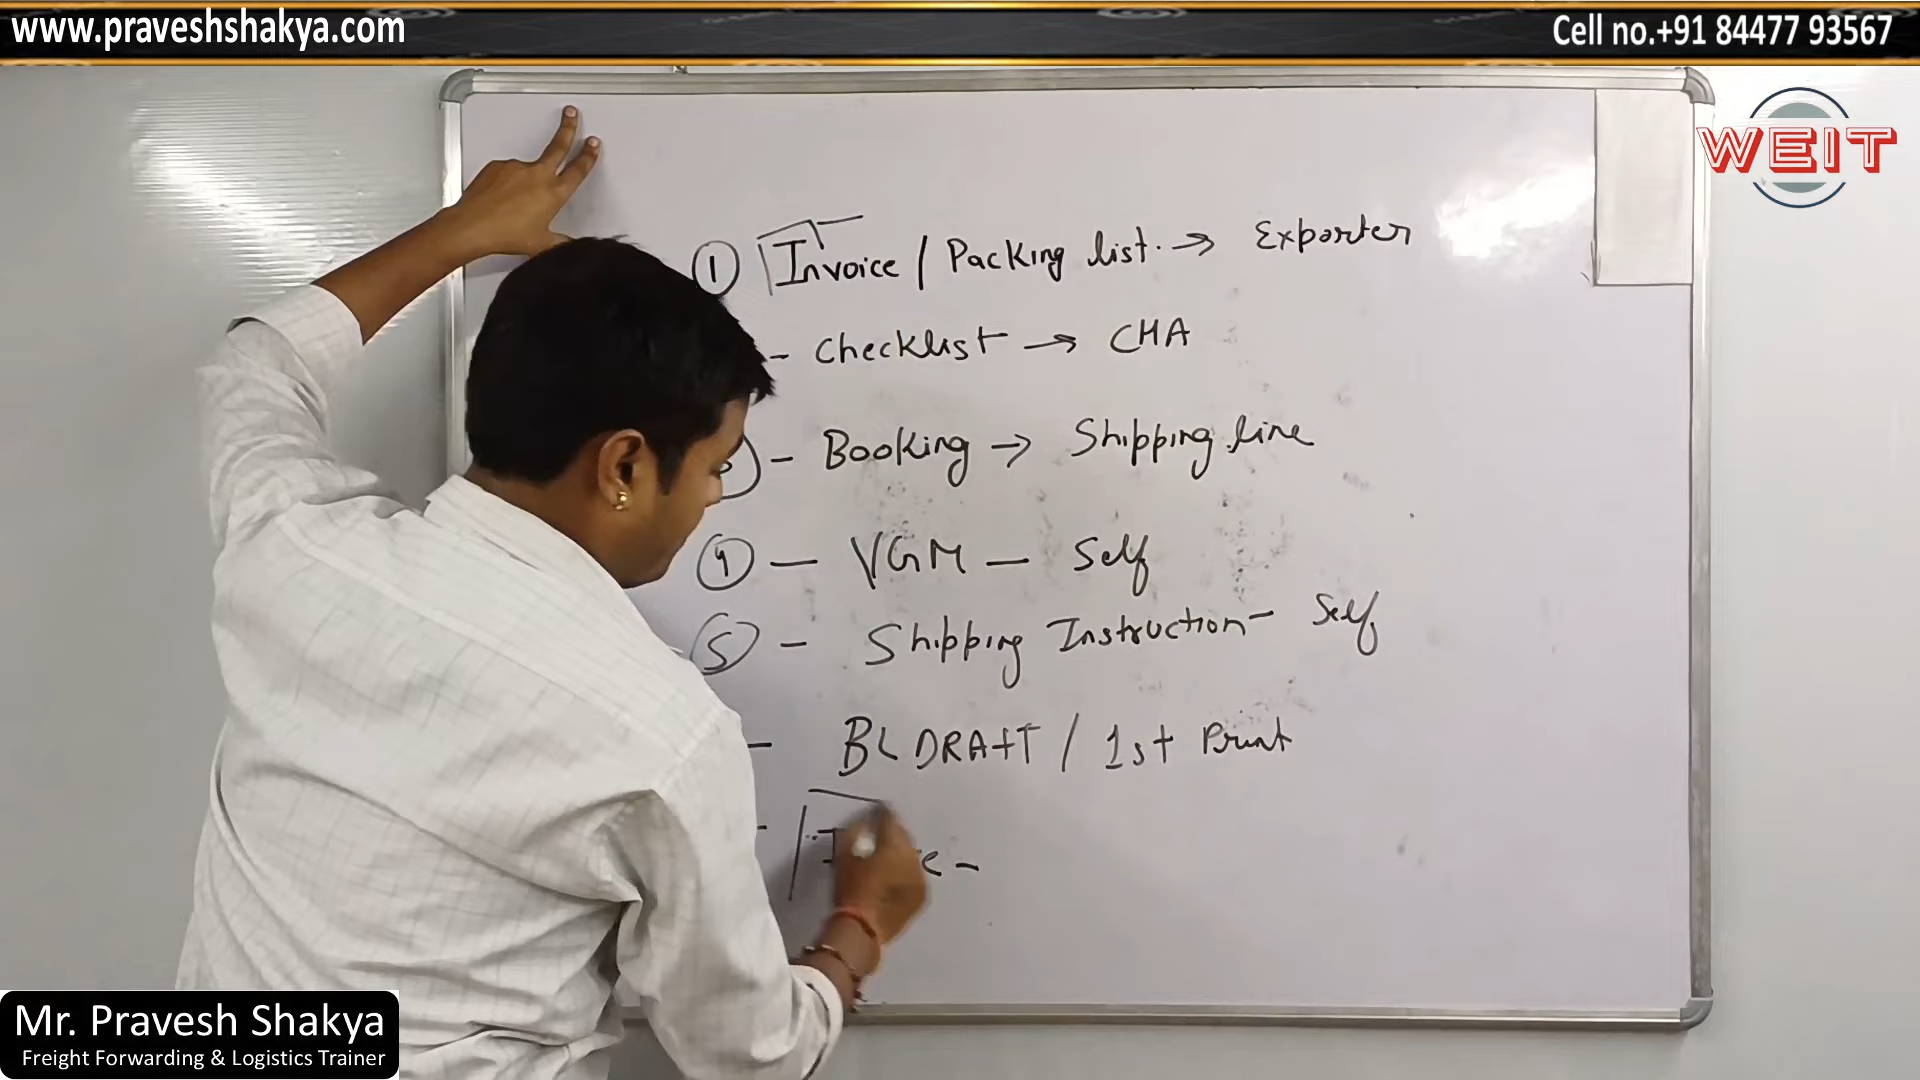 www.praveshshakya.com
Cell no.+91 84477 93567
WEIT
① Invoice / Packing list. → Exporter
- Checklist → CHA
- Booking → Shipping line
④ — VGM — Self
⑤ - Shipping Instruction - Self
- BL DRAFT / 1st Print
Mr. Pravesh Shakya
Freight Forwarding & Logistics Trainer